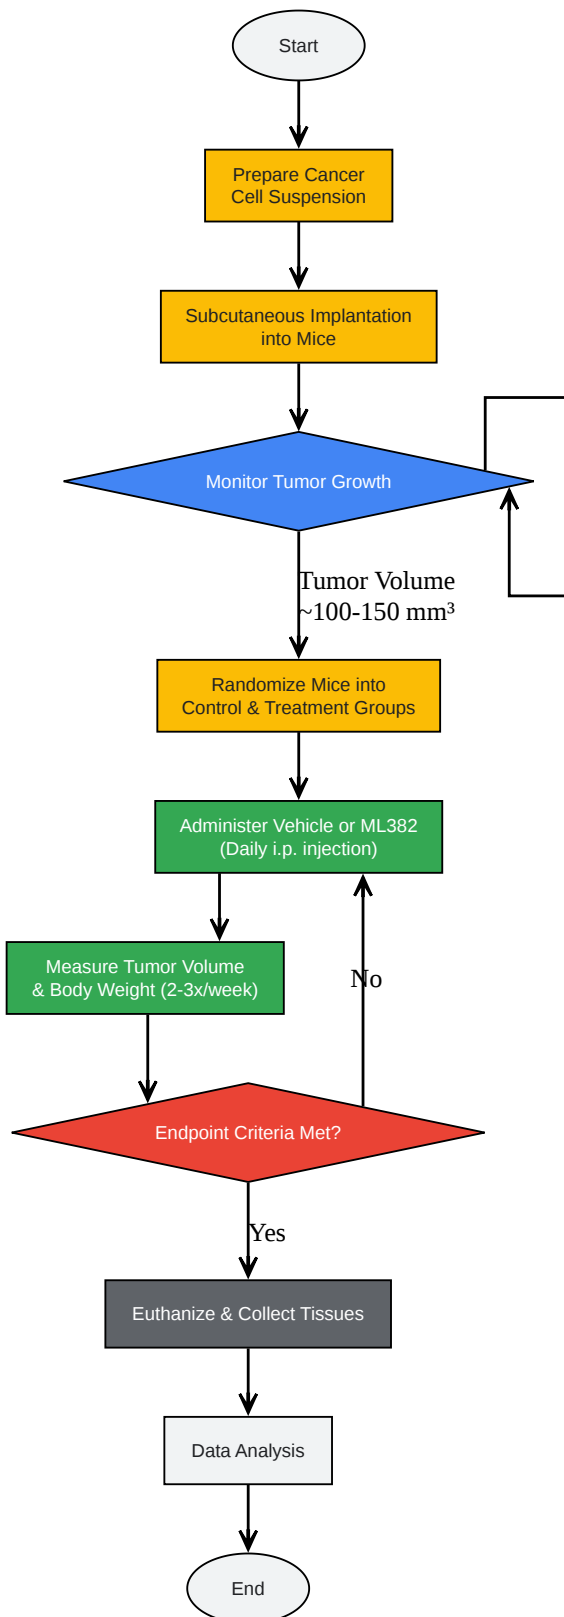 Start
Prepare Cancer
Cell Suspension
Subcutaneous Implantation
into Mice
Monitor Tumor Growth
Tumor Volume
~100-150 mm³
Randomize Mice into
Control & Treatment Groups
Administer Vehicle or ML382
(Daily i.p. injection)
Measure Tumor Volume
& Body Weight (2-3x/week)
No
Endpoint Criteria Met?
Yes
Euthanize & Collect Tissues
Data Analysis
End